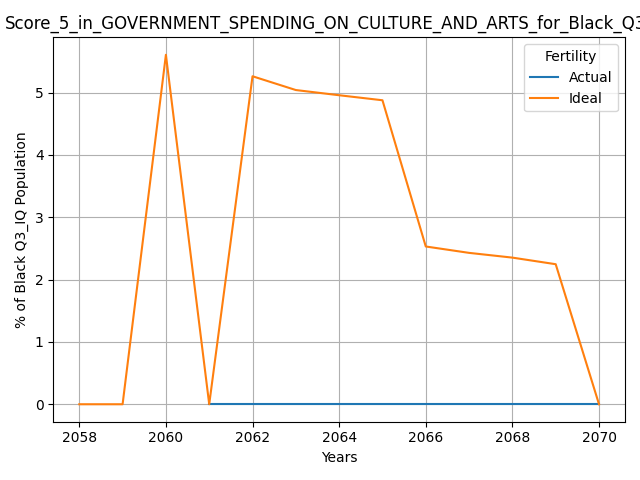 Score_5_in_GOVERNMENT_SPENDING_ON_CULTURE_AND_ARTS_for_Black_Q3
Fertility
Actual
Ideal
% of Black Q3_IQ Population
5
4
3
2
1
0
2058 2060 2062 2064 2066 2068 2070
Years